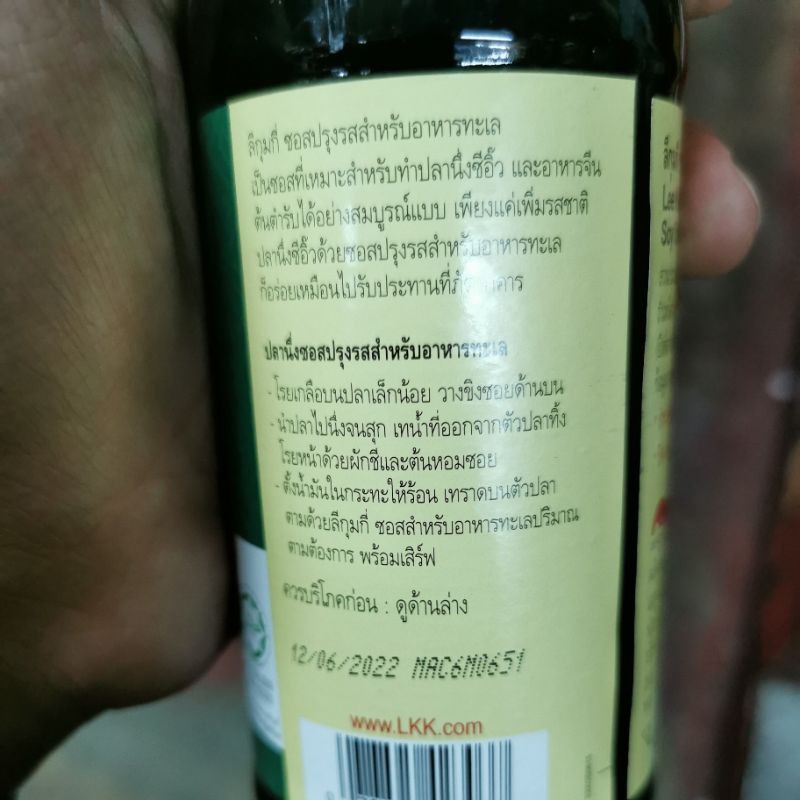 ลีกุมกี่ ซอสปรุงรสสำหรับอาหารทะเล
เป็นซอสที่เหมาะสำหรับทำปลานึ่งซีอิ๊ว และอาหารจีน
ต้นตำรับได้อย่างสมบูรณ์แบบ เพียงแค่เพิ่มรสชาติ
ปลานึ่งซีอิ๊วด้วยซอสปรุงรสสำหรับอาหารทะเล
ก็อร่อยเหมือนไปรับประทานที่
ปลานึ่งซอสปรุงรสสำหรับอาหารทะเล
- โรยเกลือบนปลาเล็กน้อย วางขิงซอยด้านบน
- นำปลาไปนึ่งจนสุก เทน้ำที่ออกจากตัวปลาทิ้ง
โรยหน้าด้วยผักชีและต้นหอมซอย
- ตั้งน้ำมันในกระทะให้ร้อน เทราดบนตัวปลา
ตามด้วยลีกุมกี่ ซอสสำหรับอาหารทะเลปริมาณ
ตามต้องการ พร้อมเสิร์ฟ
ควรบริโภคก่อน : ดูด้านล่าง
12/06/2022 MAC6M0651
www.LKK.com